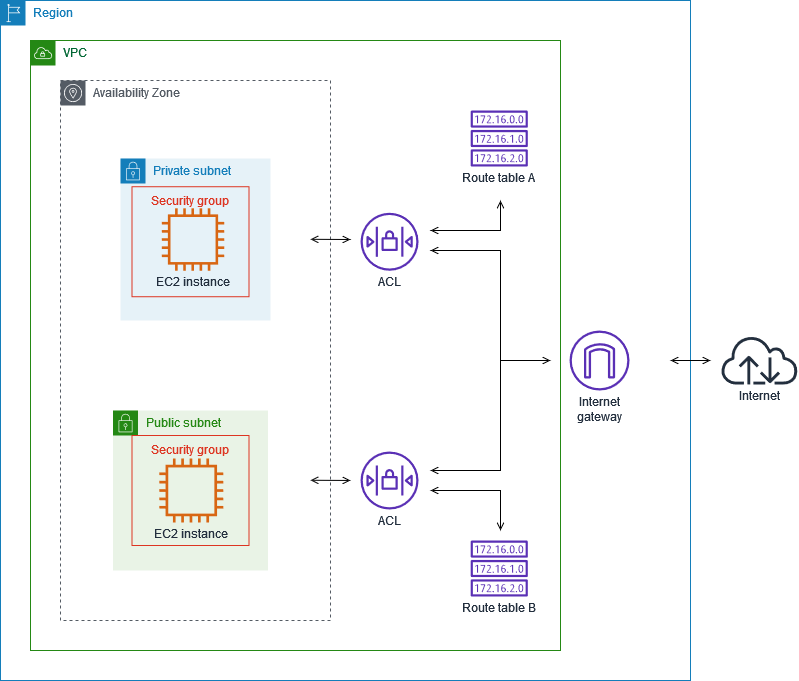 Region
VPC
Availability Zone
172.16.0.0
172.16.1.0
172.16.2.0
Route table A
Private subnet
Security group
EC2 instance
ACL
Internet
gateway
Internet
Public subnet
Security group
EC2 instance
ACL
172.16.0.0
172.16.1.0
172.16.2.0
Route table B